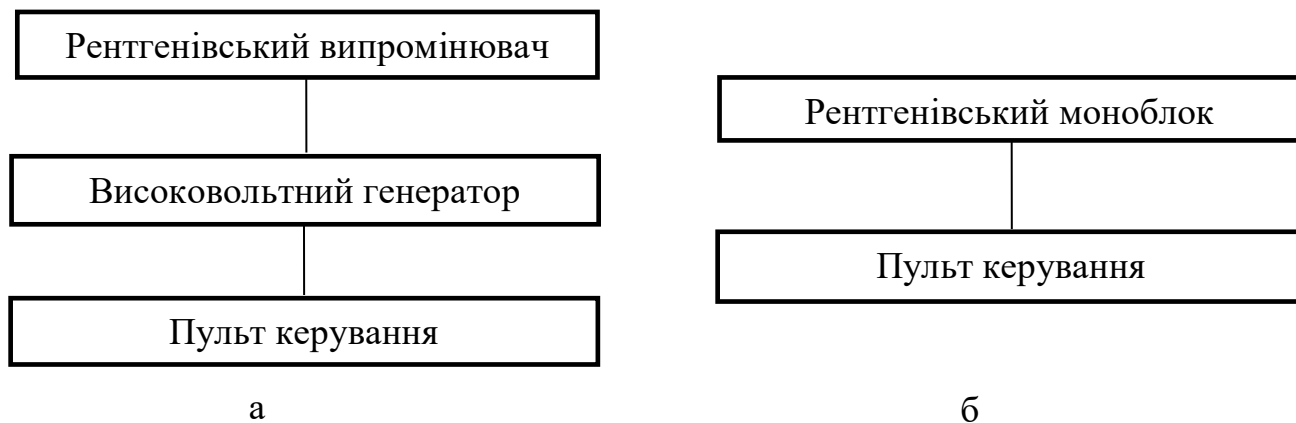 Рентгенівський випромінювач
Високовольтний генератор
Пульт керування
а
Рентгенівський моноблок
Пульт керування
б